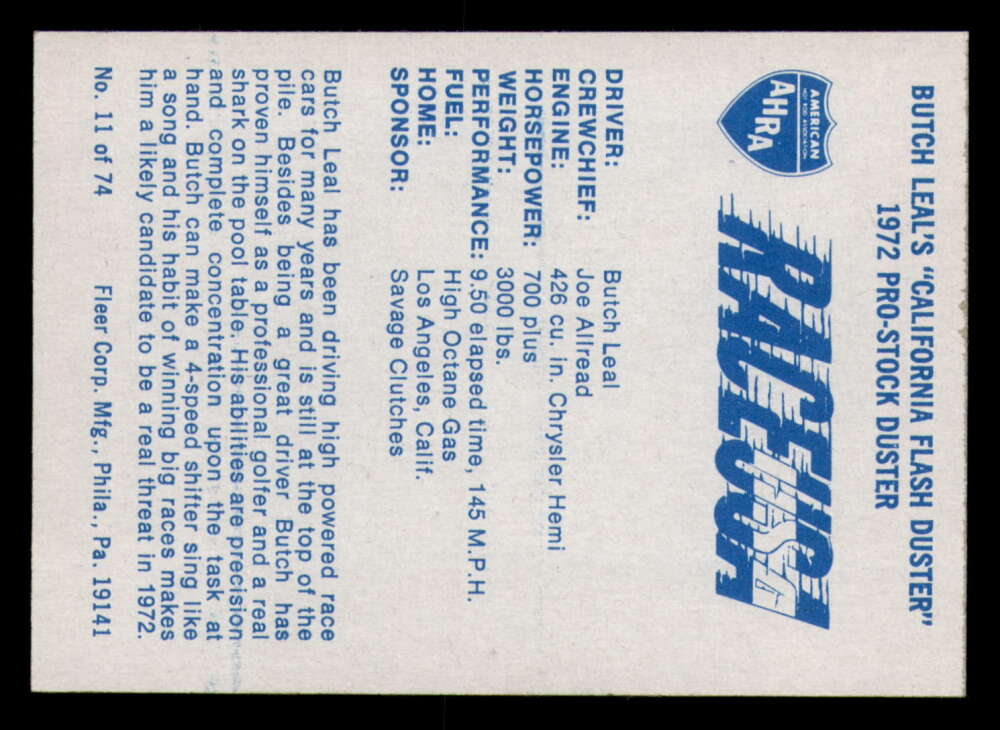 BUTCH LEAL'S "CALIFORNIA FLASH DUSTER"
1972 PRO-STOCK DUSTER
AMERICAN
HOT ROD ASSOCIATION
AHRA
RACING
USA
DRIVER: Butch Leal
CREWCHIEF: Joe Allread
ENGINE: 426 cu. in. Chrysler Hemi
HORSEPOWER: 700 plus
WEIGHT: 3000 lbs.
PERFORMANCE: 9.50 elapsed time, 145 M.P.H.
FUEL: High Octane Gas
HOME: Los Angeles, Calif.
SPONSOR: Savage Clutches
Butch Leal has been driving high powered race
cars for many years and is still at the top of the
pile. Besides being a great driver Butch has
proven himself as a professional golfer and a real
shark on the pool table. His abilities are precision
and complete concentration upon the task at
hand. Butch can make a 4-speed shifter sing like
a song and his habit of winning big races makes
him a likely candidate to be a real threat in 1972.
No. 11 of 74 Fleer Corp. Mfg., Phila., Pa. 19141